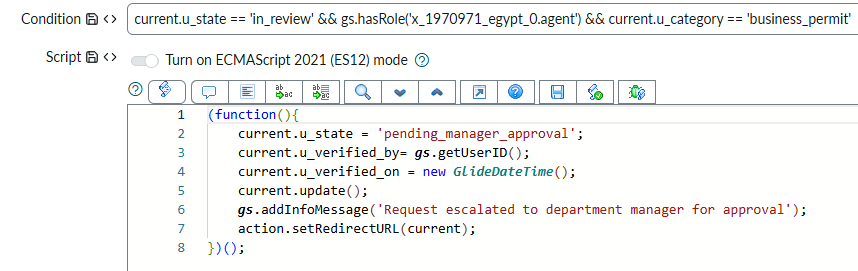 Condition current.u_state == 'in_review' && gs.hasRole('x_1970971_egypt_0.agent') && current.u_category == 'business_permit'
Script Turn on ECMAScript 2021 (ES12) mode
1 (function(){
2 current.u_state = 'pending_manager_approval';
3 current.u_verified_by= gs.getUserID();
4 current.u_verified_on = new GlideDateTime();
5 current.update();
6 gs.addInfoMessage('Request escalated to department manager for approval');
7 action.setRedirectURL(current);
8 })();